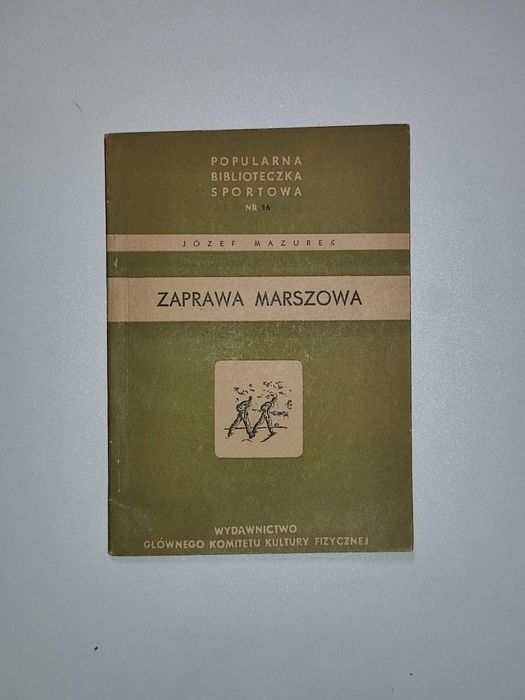 POPULARNA
BIBLIOTECZKA
SPORTOWA
NR 16
JÓZEF MAZUREK
ZAPRAWA MARSZOWA
WYDAWNICTWO
GŁÓWNEGO KOMITETU KULTURY FIZYCZNEJ